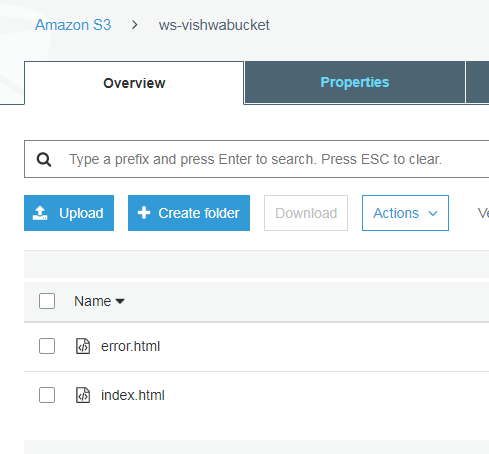 Amazon S3 > ws-vishwabucket
Overview Properties
Type a prefix and press Enter to search. Press ESC to clear.
Upload Create folder Download Actions Ve
Name
error.html
index.html